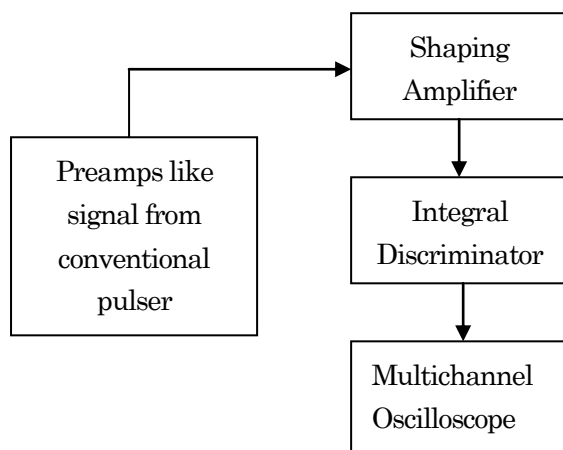 Shaping
Amplifier
Preamps like
signal from
conventional
pulser
Integral
Discriminator
Multichannel
Oscilloscope